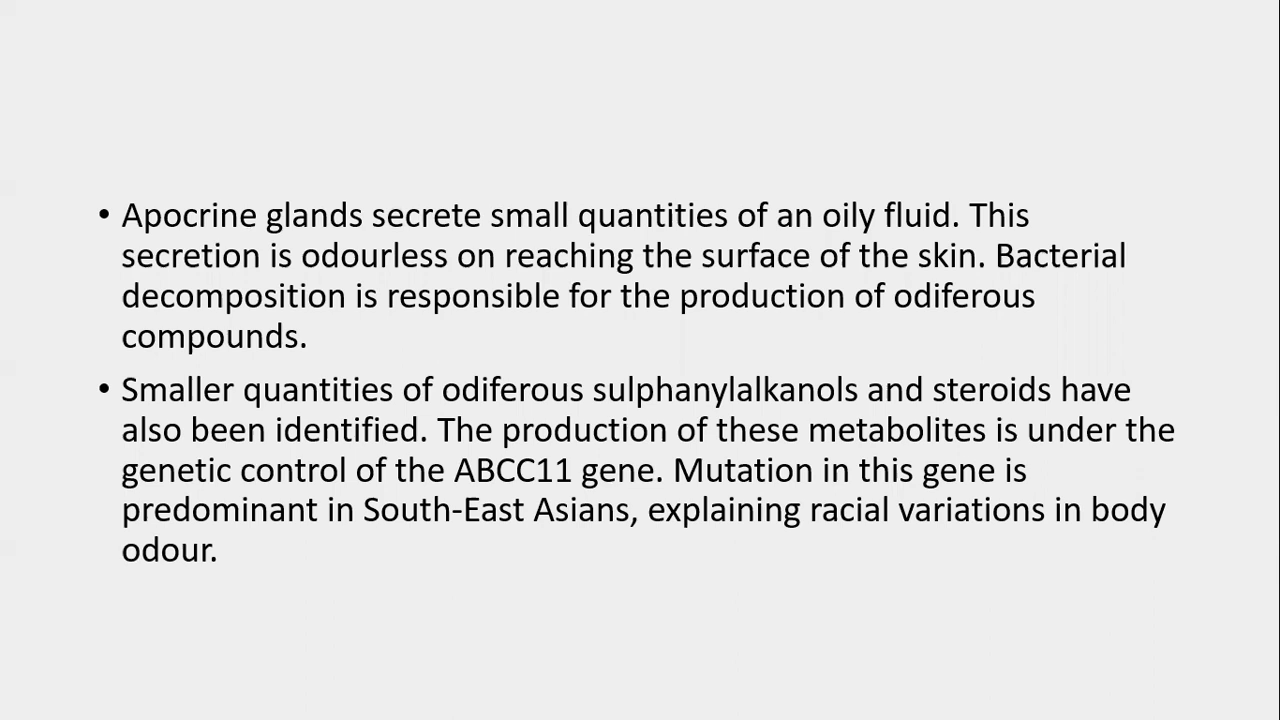 • Apocrine glands secrete small quantities of an oily fluid. This
secretion is odourless on reaching the surface of the skin. Bacterial
decomposition is responsible for the production of odiferous
compounds.
• Smaller quantities of odiferous sulphanylalkanols and steroids have
also been identified. The production of these metabolites is under the
genetic control of the ABCC11 gene. Mutation in this gene is
predominant in South-East Asians, explaining racial variations in body
odour.